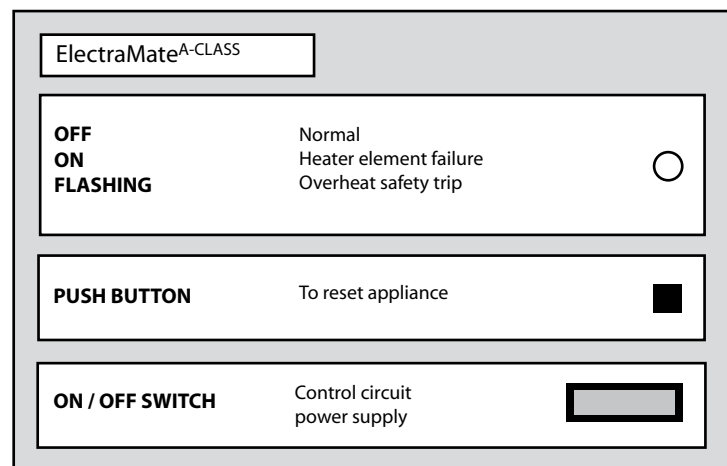 ElectraMateA-CLASS
OFF Normal
ON Heater element failure
FLASHING Overheat safety trip
PUSH BUTTON To reset appliance
ON / OFF SWITCH Control circuit
power supply